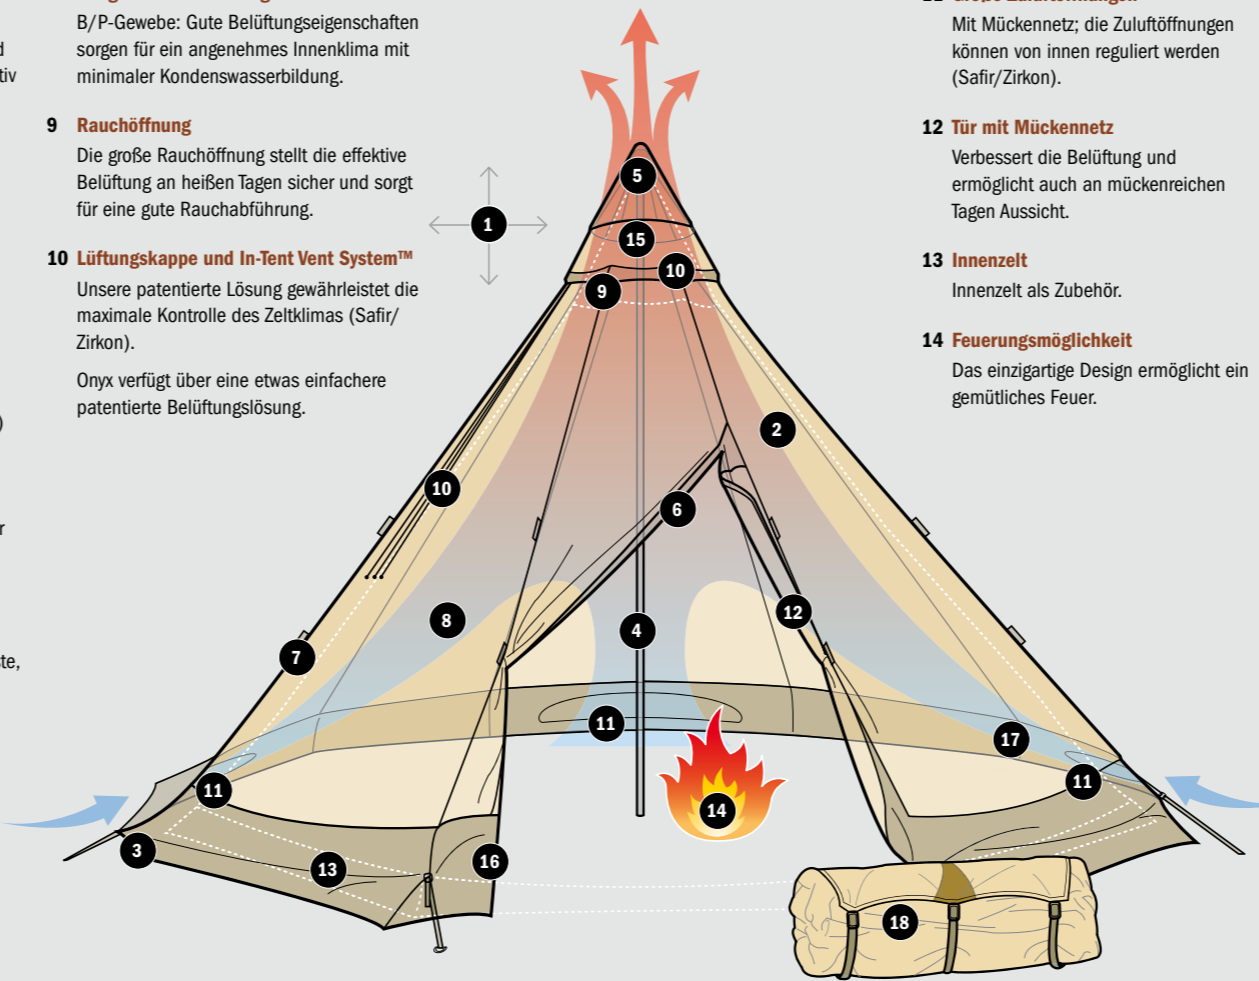 d
tiv
)
r
te,
B/P-Gewebe: Gute Belüftungseigenschaften
sorgen für ein angenehmes Innenklima mit
minimaler Kondenswasserbildung.
9 Rauchöffnung
Die große Rauchöffnung stellt die effektive
Belüftung an heißen Tagen sicher und sorgt
für eine gute Rauchabführung.
10 Lüftungskappe und In-Tent Vent System™
Unsere patentierte Lösung gewährleistet die
maximale Kontrolle des Zeltklimas (Safir/
Zirkon).
Onyx verfügt über eine etwas einfachere
patentierte Belüftungslösung.
11 Große Zuluftöffnungen
Mit Mückennetz; die Zuluftöffnungen
können von innen reguliert werden
(Safir/Zirkon).
12 Tür mit Mückennetz
Verbessert die Belüftung und
ermöglicht auch an mückenreichen
Tagen Aussicht.
13 Innenzelt
Innenzelt als Zubehör.
14 Feuerungsmöglichkeit
Das einzigartige Design ermöglicht ein
gemütliches Feuer.
5
1
15
10
9
2
10
6
12
8
4
7
11
17
11
11
14
3
13
16
18